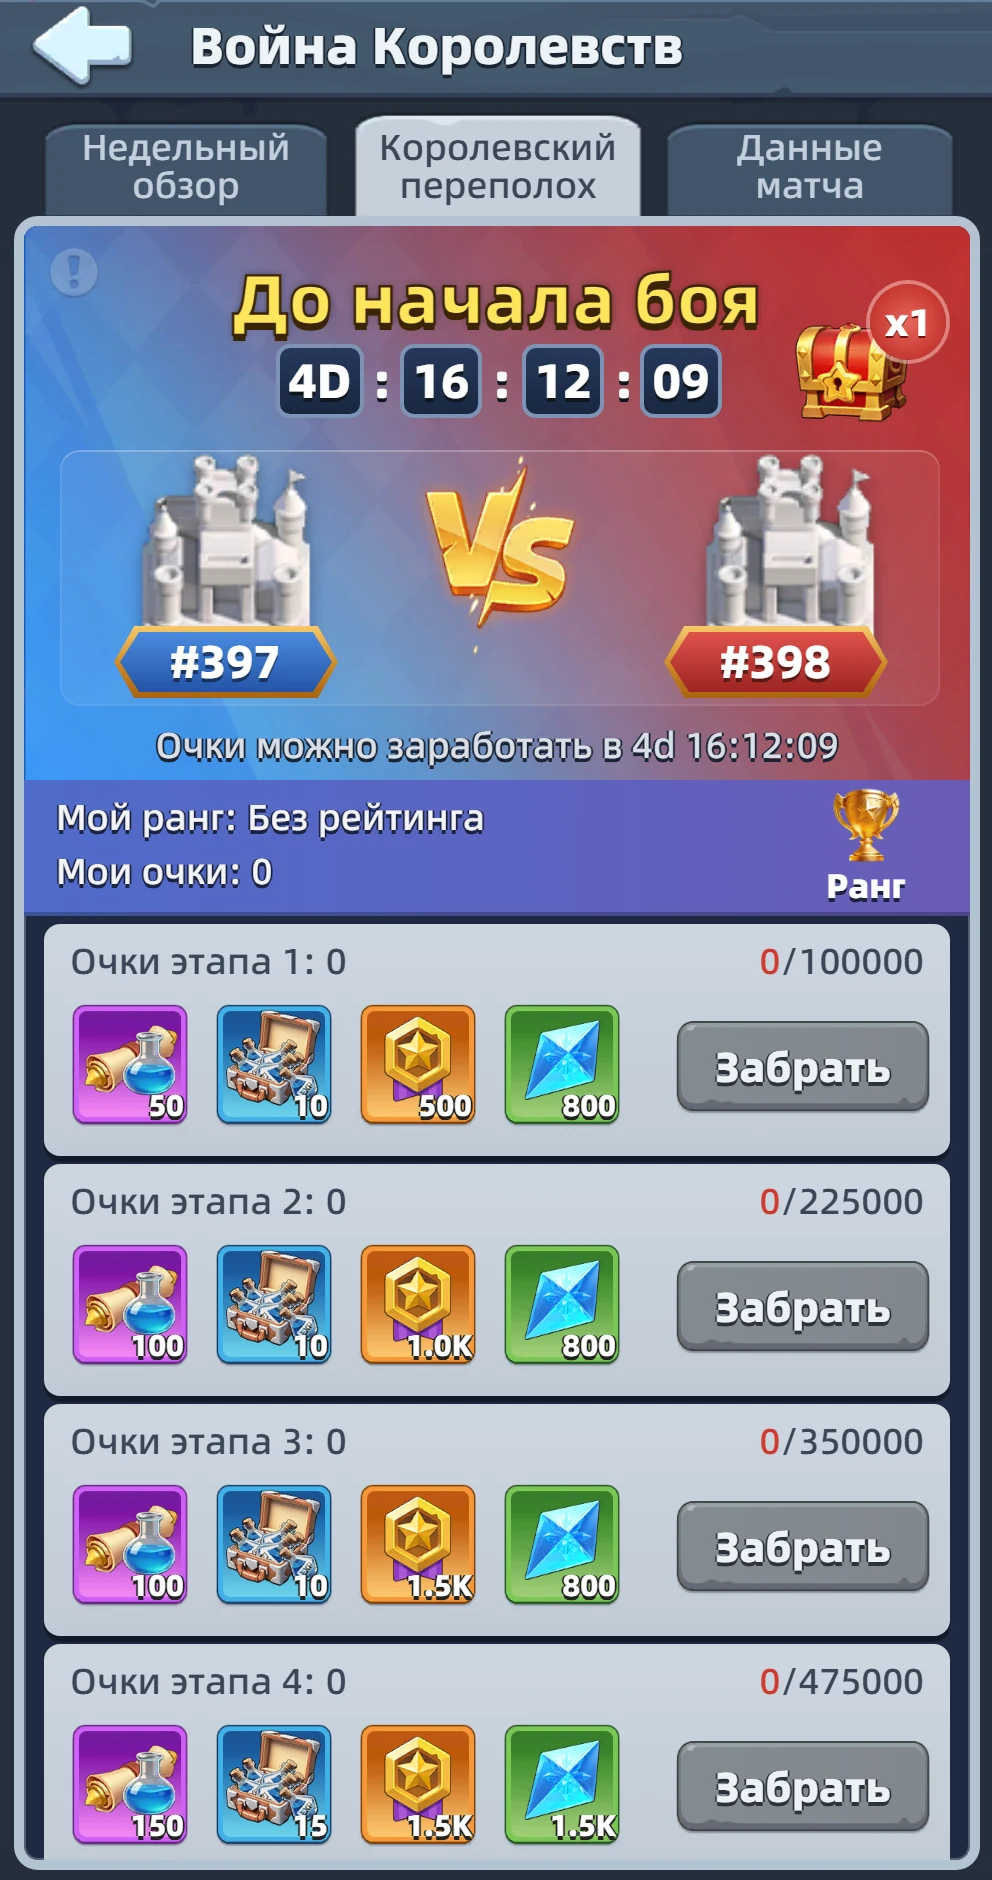 Война Королевств
Недельный
обзор
Королевский
переполох
Данные
матча
До начала боя
x1
4D : 16 : 12 : 09
VS
#397
#398
Очки можно заработать в 4d 16:12:09
Мой ранг: Без рейтинга
Мои очки: 0
Ранг
Очки этапа 1: 0
0/100000
50
10
500
800
Забрать
Очки этапа 2: 0
0/225000
100
10
1.0K
800
Забрать
Очки этапа 3: 0
0/350000
100
10
1.5K
800
Забрать
Очки этапа 4: 0
0/475000
150
15
1.5K
1.5K
Забрать